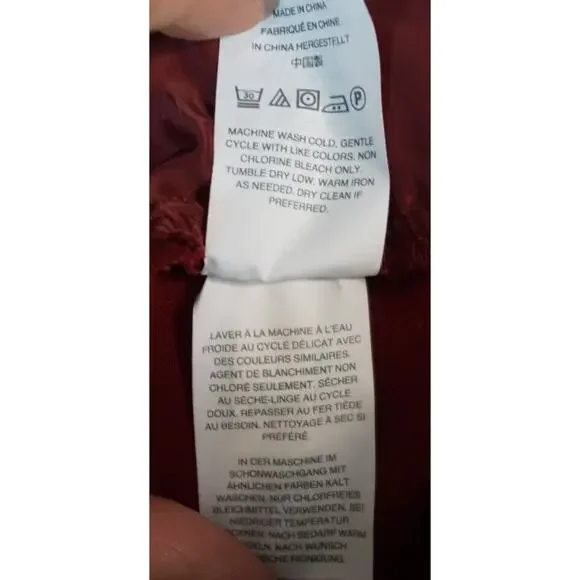 MADE IN CHINA
FABRIQUÉ EN CHINE
IN CHINA HERGESTELLT
中国製
30 P
MACHINE WASH COLD, GENTLE
CYCLE WITH LIKE COLORS. NON
CHLORINE BLEACH ONLY.
TUMBLE DRY LOW. WARM IRON
AS NEEDED. DRY CLEAN IF
PREFERRED.
LAVER À LA MACHINE À L'EAU
FROIDE AU CYCLE DÉLICAT AVEC
DES COULEURS SIMILAIRES.
AGENT DE BLANCHIMENT NON
CHLORÉ SEULEMENT. SÉCHER
AU SÈCHE-LINGE AU CYCLE
DOUX. REPASSER AU FER TIÈDE
AU BESOIN. NETTOYAGE À SEC SI
PRÉFÉRÉ.
IN DER MASCHINE IM
SCHONWASCHGANG MIT
ÄHNLICHEN FARBEN KALT
WASCHEN. NUR CHLORFREIES
BLEICHMITTEL VERWENDEN. BEI
NIEDRIGER TEMPERATUR
NACH BEDARF WARM
NACH WUNSCH
REINIGUNG